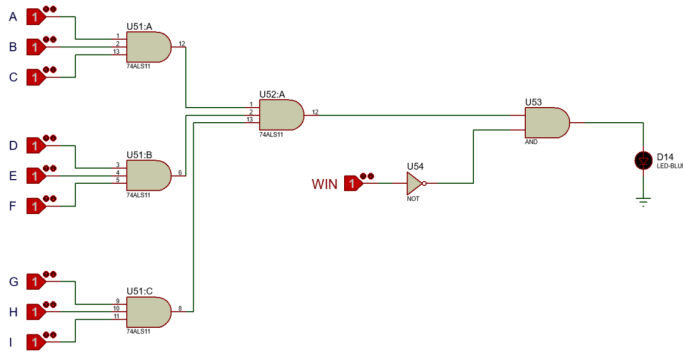 A 1
U51:A
B 1
1
2
13
12
C 1
74ALS11
U52:A
1
2
13
12
74ALS11
U53
AND
D 1
U51:B
E 1
3
4
5
6
F 1
74ALS11
WIN 1
U54
NOT
D14
LED-BLUE
G 1
U51:C
H 1
9
10
11
8
I 1
74ALS11